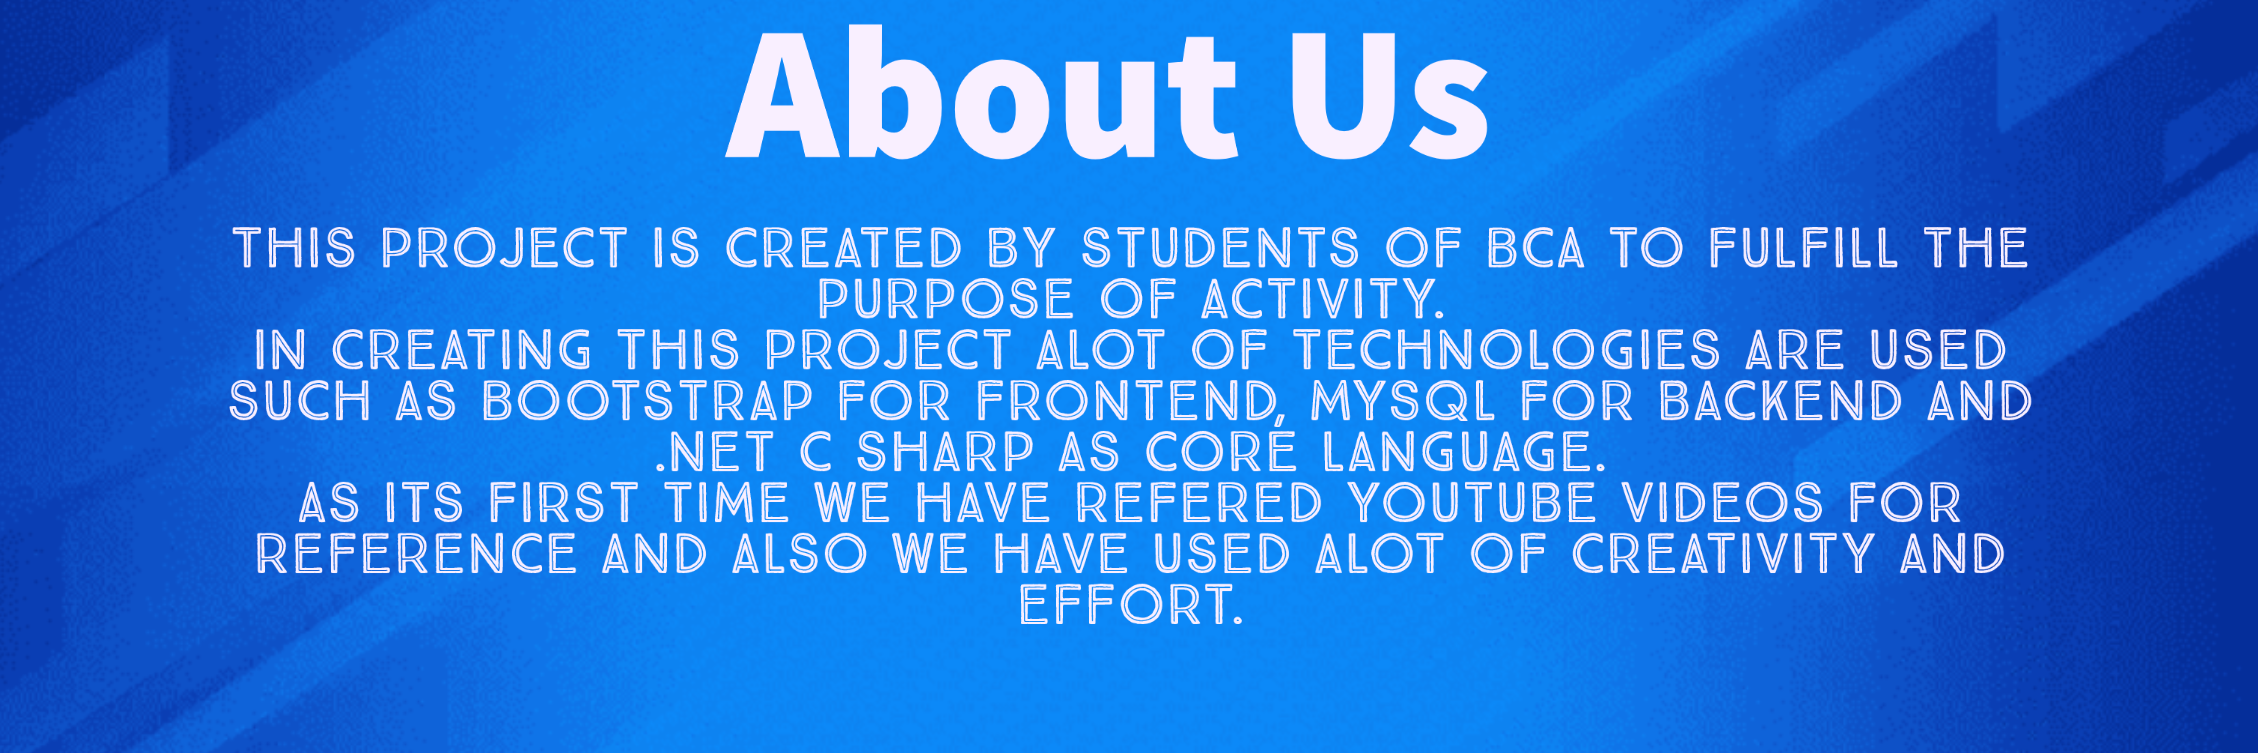 About Us
THIS PROJECT IS CREATED BY STUDENTS OF BCA TO FULFILL THE
PURPOSE OF ACTIVITY.
IN CREATING THIS PROJECT ALOT OF TECHNOLOGIES ARE USED
SUCH AS BOOTSTRAP FOR FRONTEND, MYSQL FOR BACKEND AND
.NET C SHARP AS CORE LANGUAGE.
AS ITS FIRST TIME WE HAVE REFERED YOUTUBE VIDEOS FOR
REFERENCE AND ALSO WE HAVE USED ALOT OF CREATIVITY AND
EFFORT.